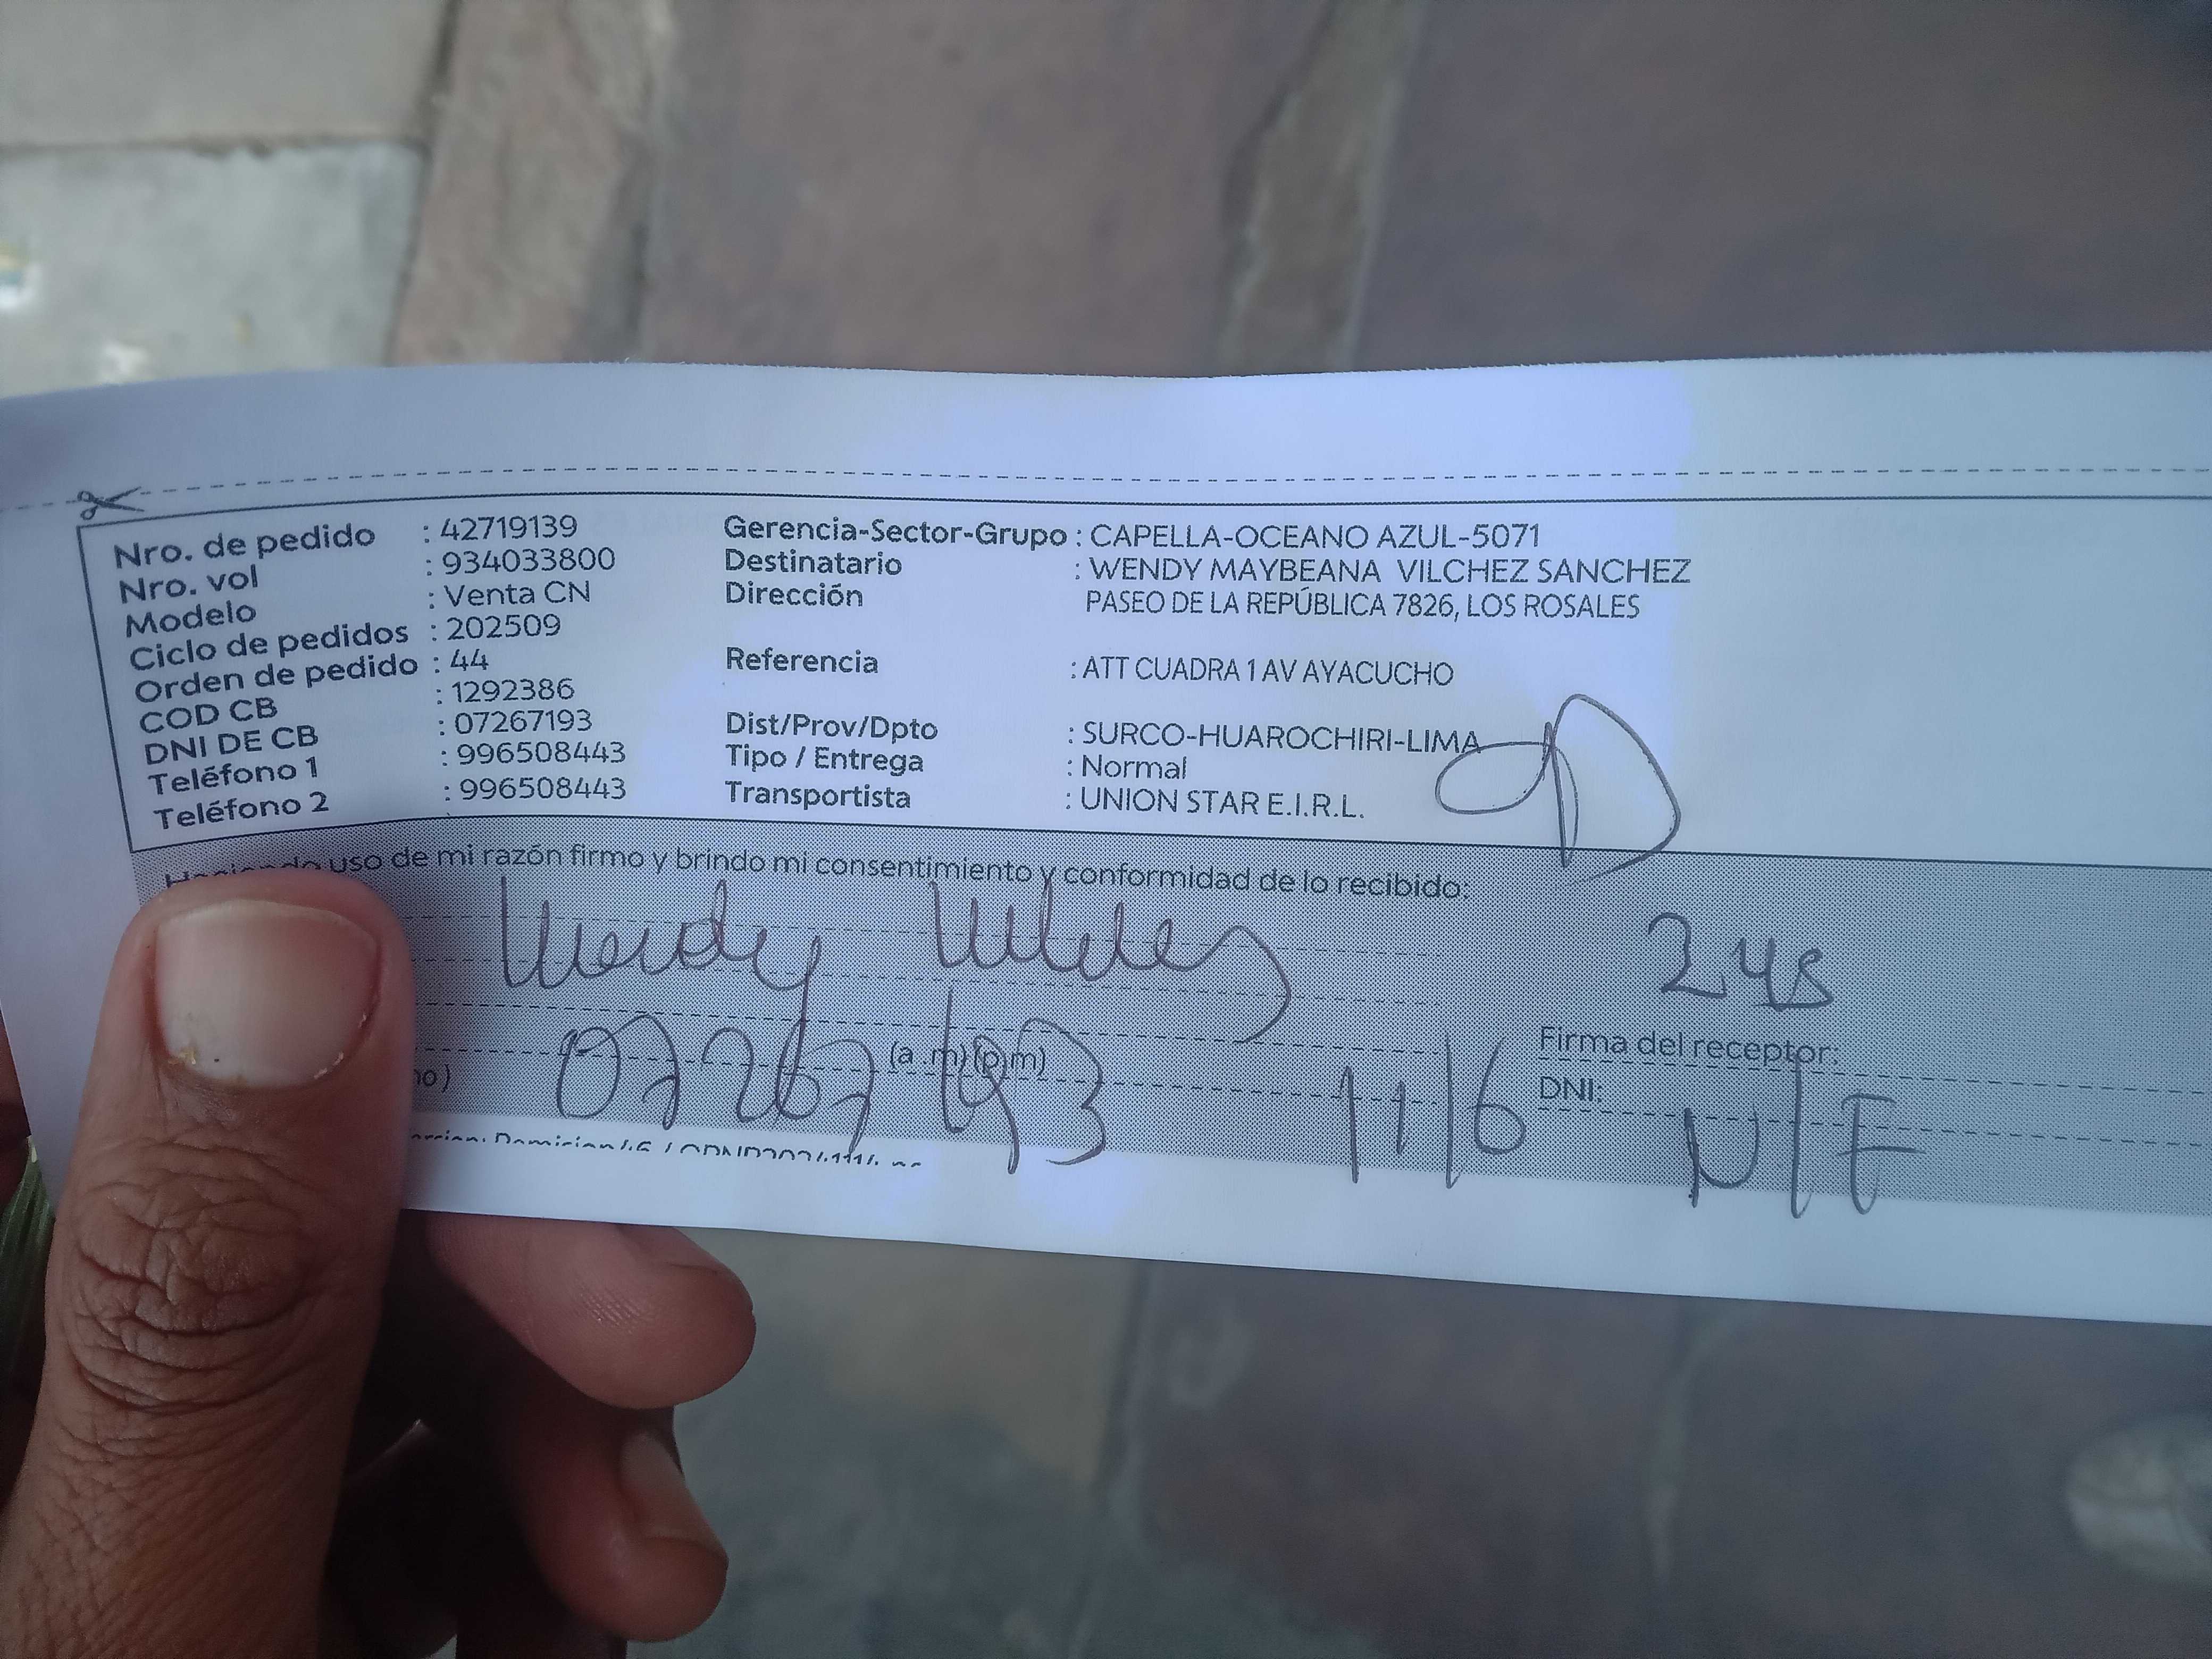 Nro. de pedido : 42719139
Nro. vol : 934033800
Modelo : Venta CN
Ciclo de pedidos : 202509
Orden de pedido : 44
COD CB : 1292386
DNI DE CB : 07267193
Teléfono 1 : 996508443
Teléfono 2 : 996508443
Gerencia-Sector-Grupo : CAPELLA-OCEANO AZUL-5071
Destinatario : WENDY MAYBEANA VILCHEZ SANCHEZ
Dirección PASEO DE LA REPÚBLICA 7826, LOS ROSALES
Referencia : ATT CUADRA 1 AV AYACUCHO
Dist/Prov/Dpto : SURCO-HUAROCHIRI-LIMA
Tipo / Entrega : Normal
Transportista : UNION STAR E.I.R.L.
uso de mi razón firmo y brindo mi consentimiento y conformidad de lo recibido:
Wendy
Firma del receptor:
(a .m) (p.m)
07267193 11/6
DNI:
N/F